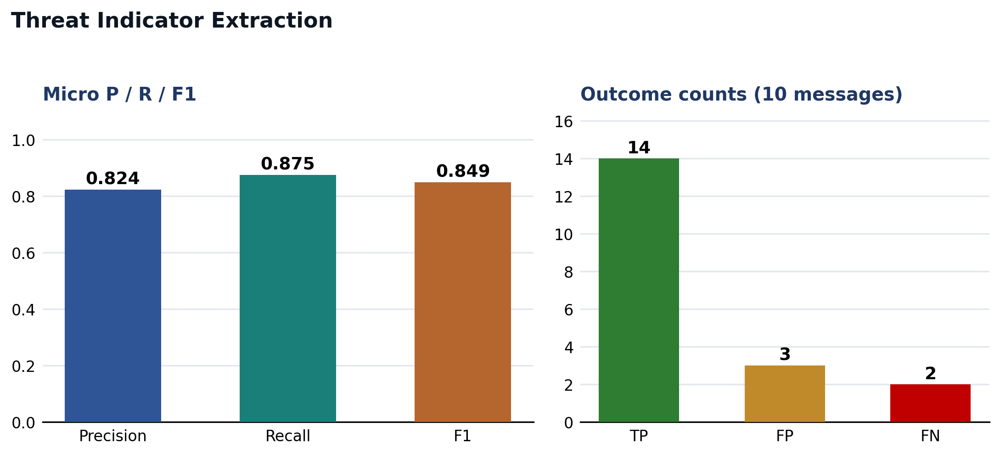 Threat Indicator Extraction
Micro P / R / F1
1.0
0.8
0.6
0.4
0.2
0.0
0.824
0.875
0.849
Precision
Recall
F1
Outcome counts (10 messages)
16
14
12
10
8
6
4
2
0
14
3
2
TP
FP
FN